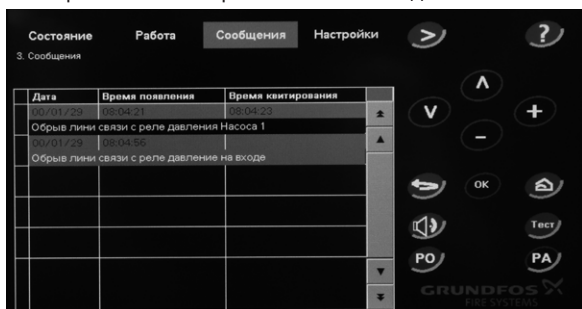 Состояние Работа Сообщения Настройки
3. Сообщения
Дата Время появления Время квитирования
00/01/29 08:04:21 08:04:23
Обрыв лини связи с реле давления Насоса 1
00/01/29 08:04:56
Обрыв лини связи с реле давление на входе
> ?
V +
-
OK
Тест
PO PA
GRUNDFOS
FIRE SYSTEMS